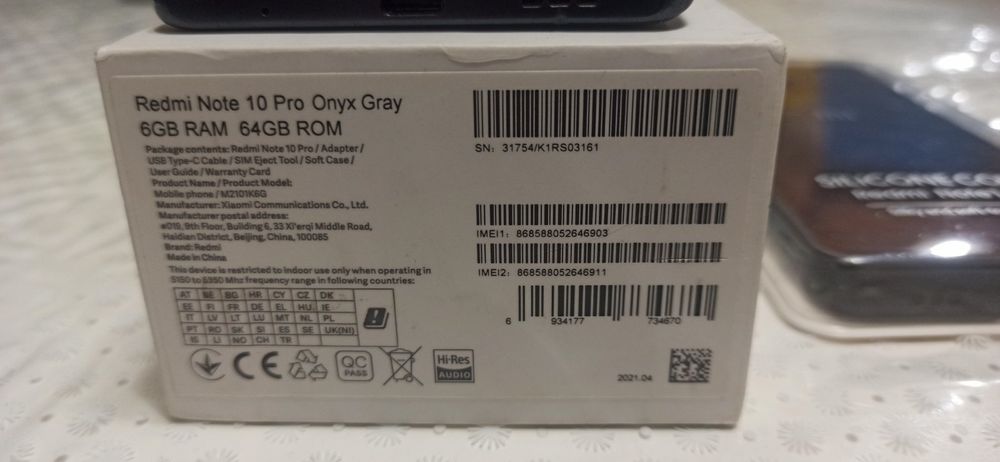 Redmi Note 10 Pro Onyx Gray
6GB RAM 64GB ROM
Package contents: Redmi Note 10 Pro / Adapter /
USB Type-C Cable / SIM Eject Tool / Soft Case /
User Guide / Warranty Card
Product Name / Product Model:
Mobile phone / M2101K6G
Manufacturer: Xiaomi Communications Co., Ltd.
Manufacturer postal address:
#019, 9th Floor, Building 6, 33 Xi'erqi Middle Road,
Haidian District, Beijing, China, 100085
Brand: Redmi
Made in China
This device is restricted to indoor use only when operating in
5150 to 5350 Mhz frequency range in following countries:
AT BE BG HR CY CZ DK
EE FI FR DE EL HU IE
IT LV LT LU MT NL PL
PT RO SK SI ES SE UK(NI)
IS LI NO CH TR
CE
QC
PASS
Hi-Res
AUDIO
SN: 31754/K1RS03161
IMEI1: 868588052646903
IMEI2: 868588052646911
6 934177 734670
2021.04
SILICONE CO